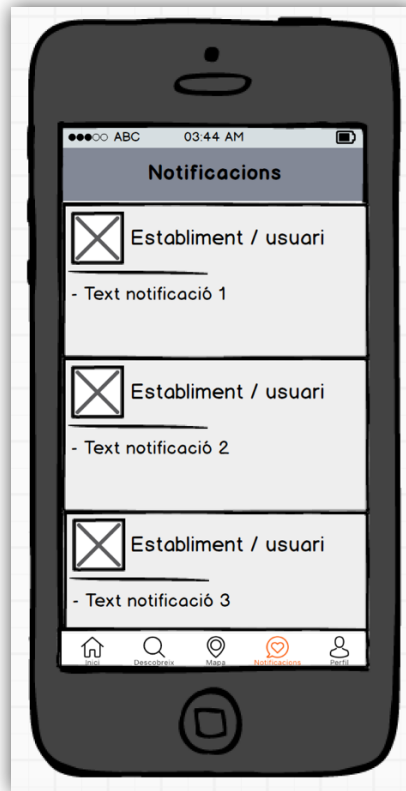 ABC 03:44 AM
Notificacions
Establiment / usuari
- Text notificació 1
Establiment / usuari
- Text notificació 2
Establiment / usuari
- Text notificació 3
Inici Descobreix Mapa Notificacions Perfil